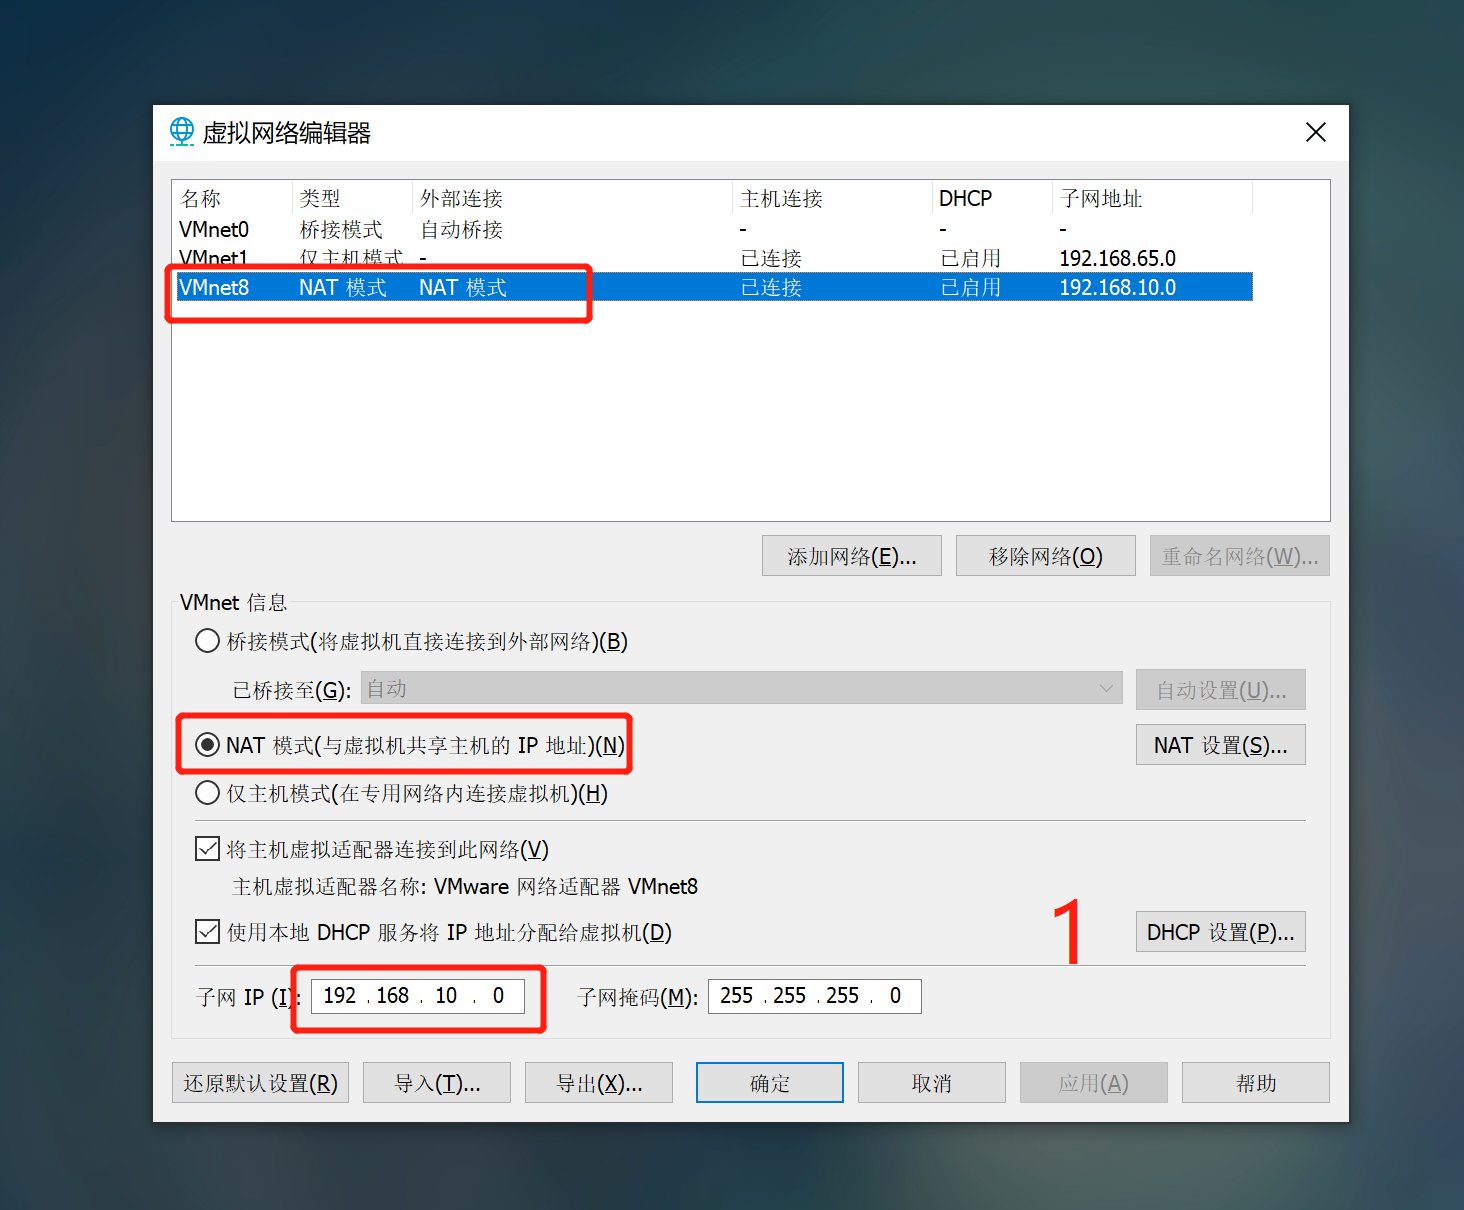 虚拟网络编辑器
名称 类型 外部连接 主机连接 DHCP 子网地址
VMnet0 桥接模式 自动桥接 - - -
VMnet1 仅主机模式 - 已连接 已启用 192.168.65.0
VMnet8 NAT 模式 NAT 模式 已连接 已启用 192.168.10.0
添加网络(E)... 移除网络(O) 重命名网络(W)...
VMnet 信息
桥接模式(将虚拟机直接连接到外部网络)(B)
已桥接至(G): 自动 自动设置(U)...
NAT 模式(与虚拟机共享主机的 IP 地址)(N) NAT 设置(S)...
仅主机模式(在专用网络内连接虚拟机)(H)
将主机虚拟适配器连接到此网络(V)
主机虚拟适配器名称: VMware 网络适配器 VMnet8
使用本地 DHCP 服务将 IP 地址分配给虚拟机(D) 1 DHCP 设置(P)...
子网 IP (I): 192 . 168 . 10 . 0 子网掩码(M): 255 . 255 . 255 . 0
还原默认设置(R) 导入(T)... 导出(X)... 确定 取消 应用(A) 帮助